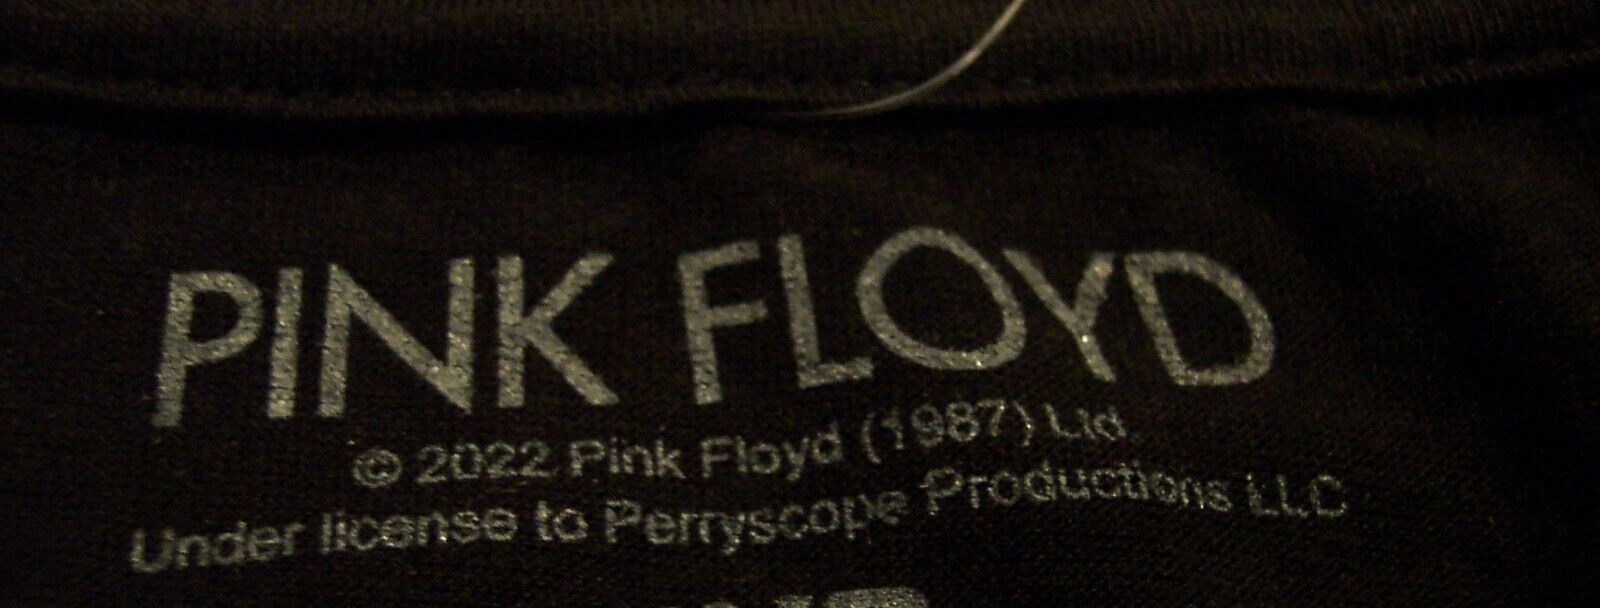 PINK FLOYD
© 2022 Pink Floyd (1987) Ltd.
Under license to Perryscope Productions LLC